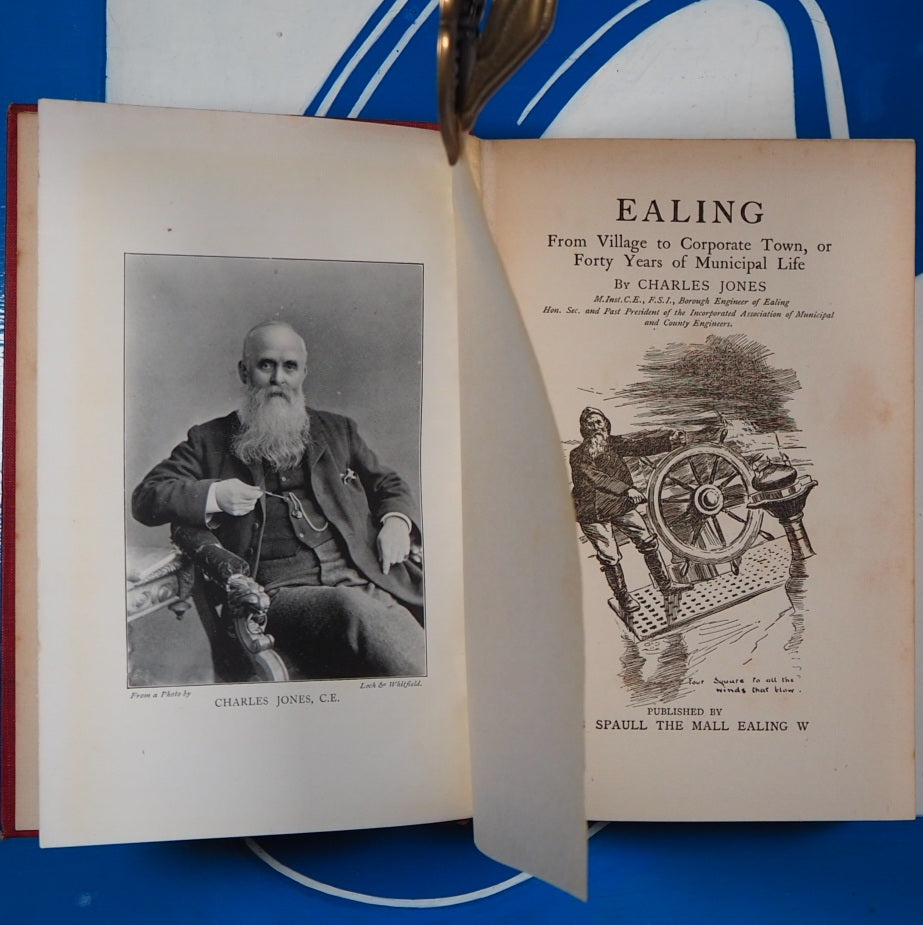 From a Photo by
Lock & Whitfield.
CHARLES JONES, C.E.
EALING
From Village to Corporate Town, or
Forty Years of Municipal Life
By CHARLES JONES
M.Inst.C.E., F.S.I., Borough Engineer of Ealing
Hon. Sec. and Past President of the Incorporated Association of Municipal
and County Engineers.
Four Square to all the
winds that blow.
PUBLISHED BY
SPAULL THE MALL EALING W